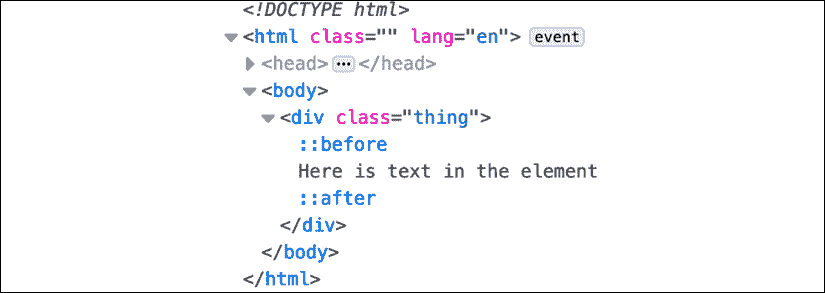 <!DOCTYPE html>
<html class="" lang="en"> event
<head> ••• </head>
<body>
<div class="thing">
::before
Here is text in the element
::after
</div>
</body>
</html>